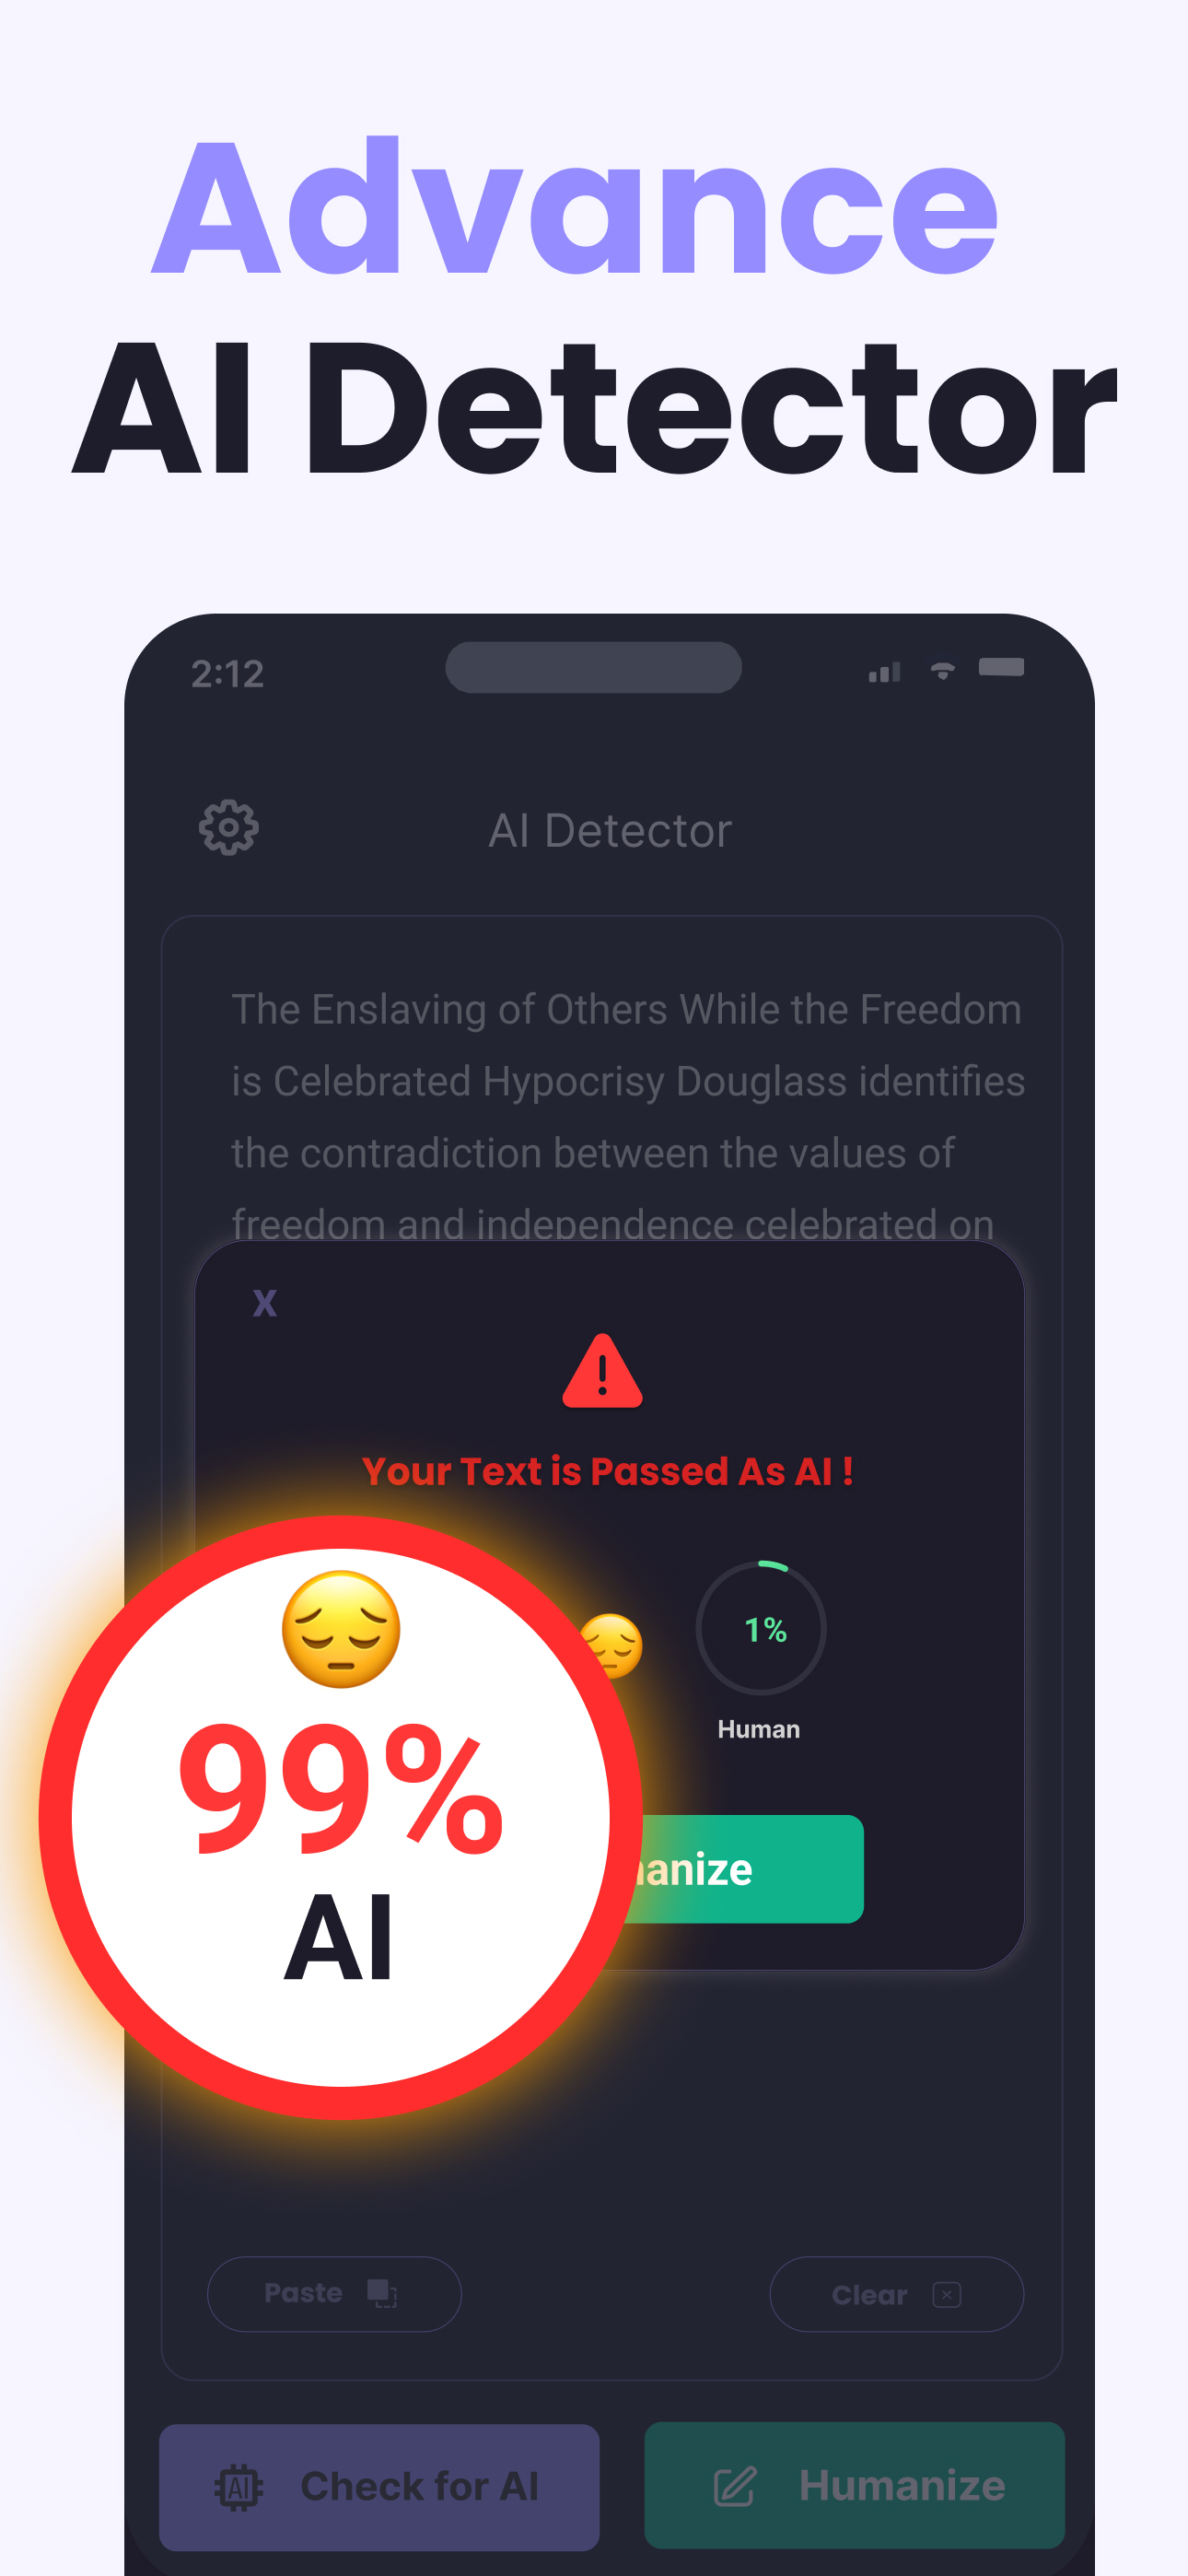 Advance
AI Detector
2:12
AI Detector
The Enslaving of Others While the Freedom
is Celebrated Hypocrisy Douglass identifies
the contradiction between the values of
freedom and independence celebrated on
X
Your Text is Passed As AI !
99%
AI
1%
Human
anize
Paste
Clear
AI Check for AI
Humanize